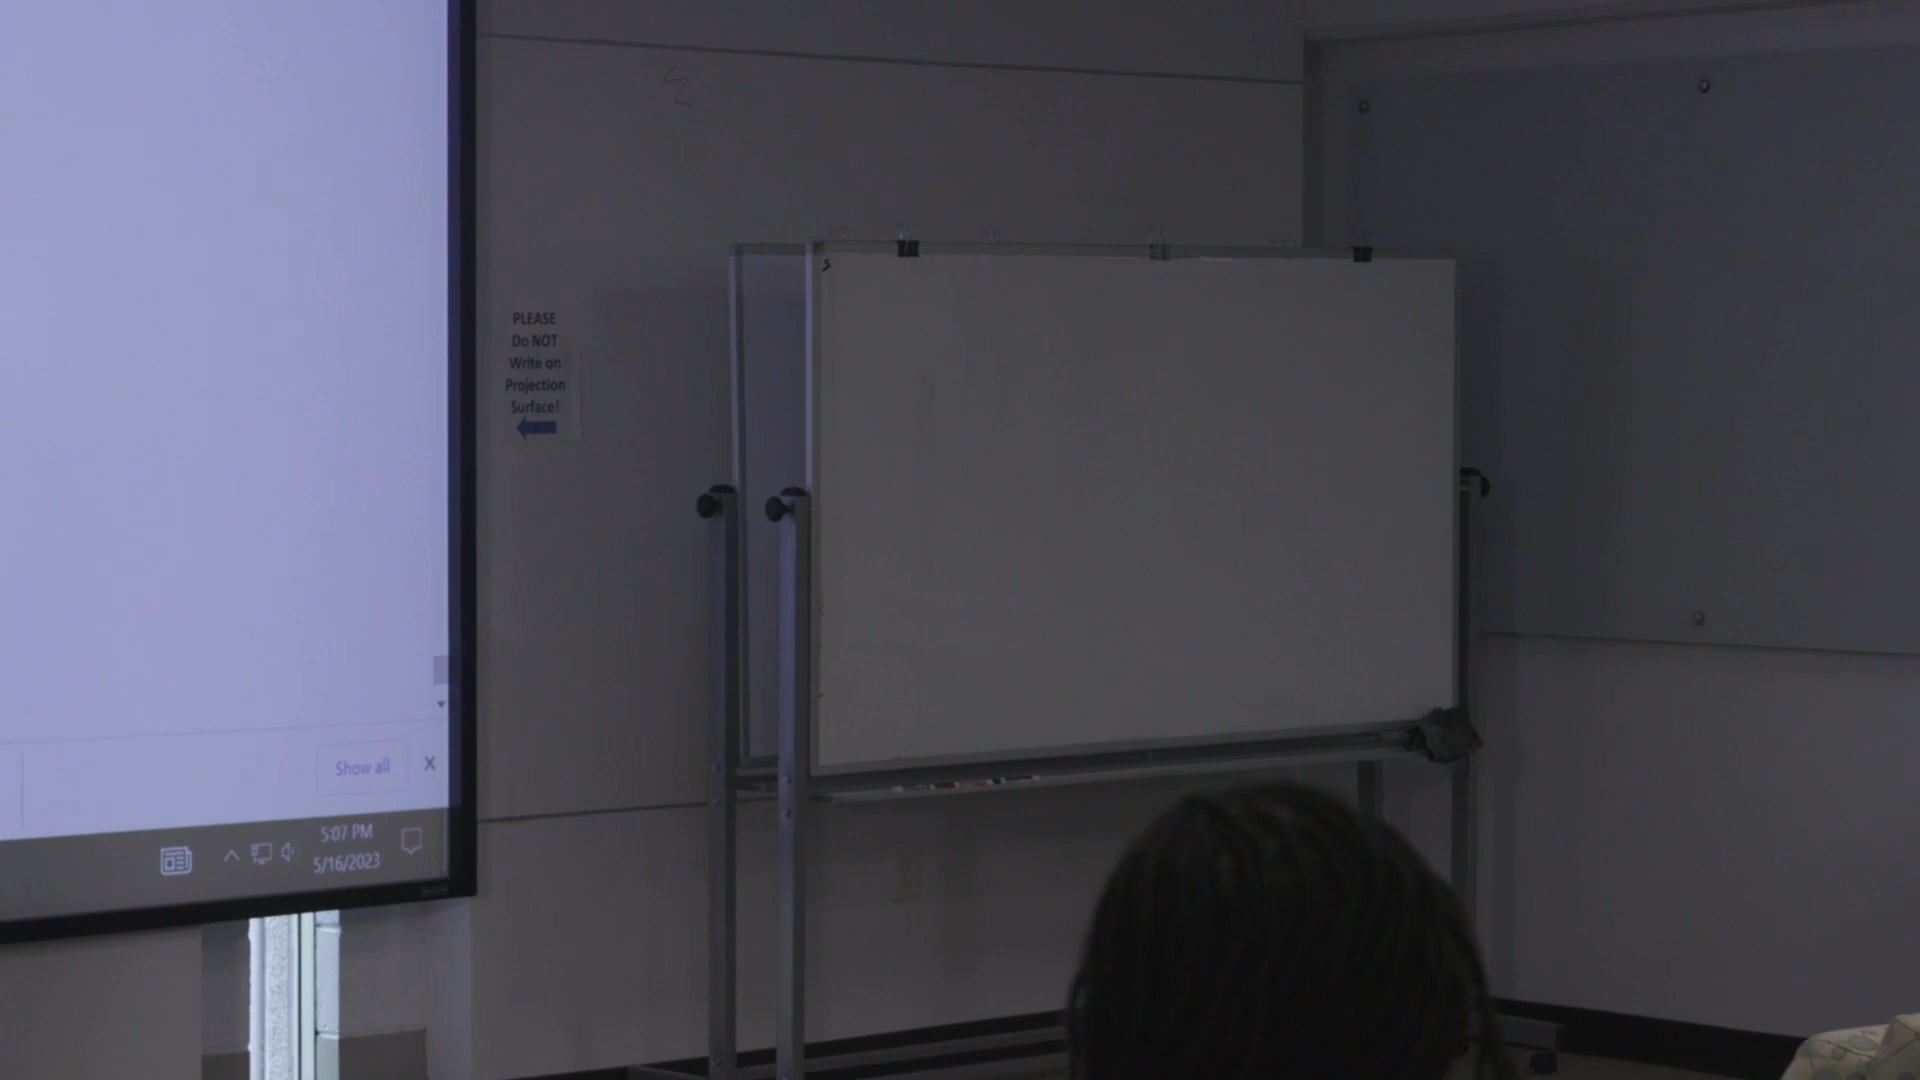 PLEASE
Do NOT
Write on
Projection
Surface!
S
Show all X
5:07 PM
5/16/2023